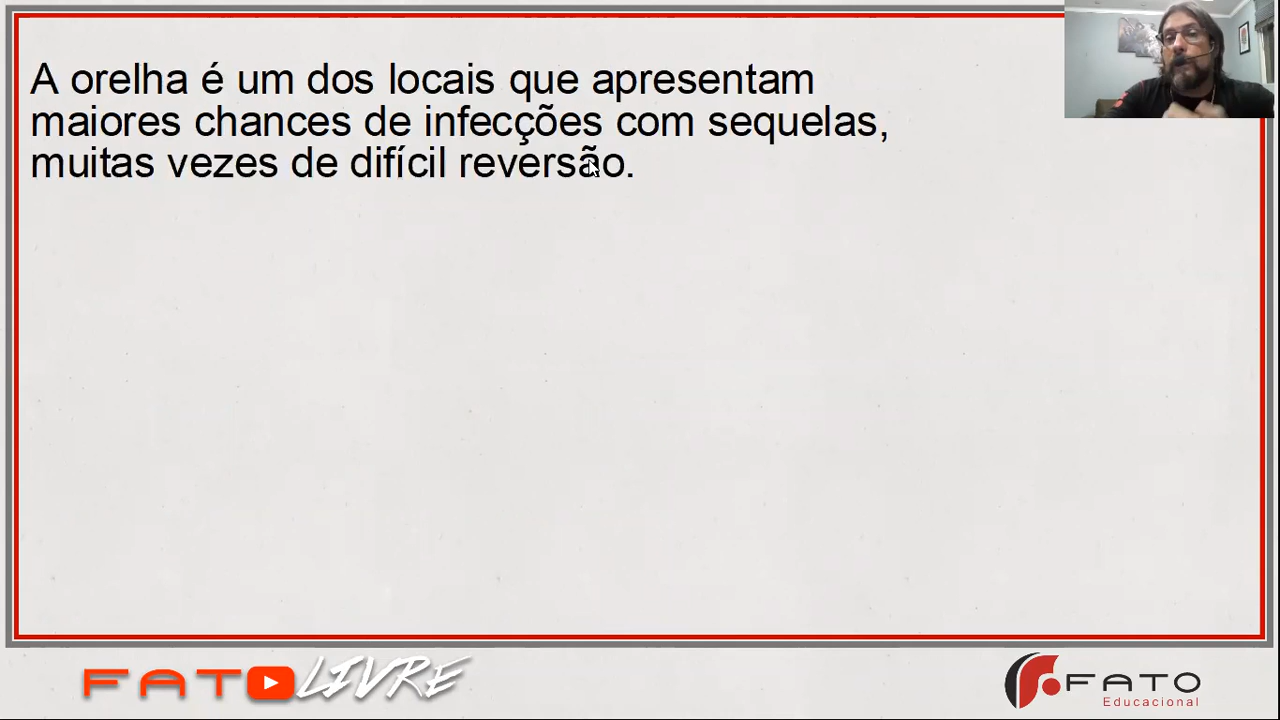 A orelha é um dos locais que apresentam
maiores chances de infecções com sequelas,
muitas vezes de difícil reversão.
FATO LIVRE
FATO
Educacional